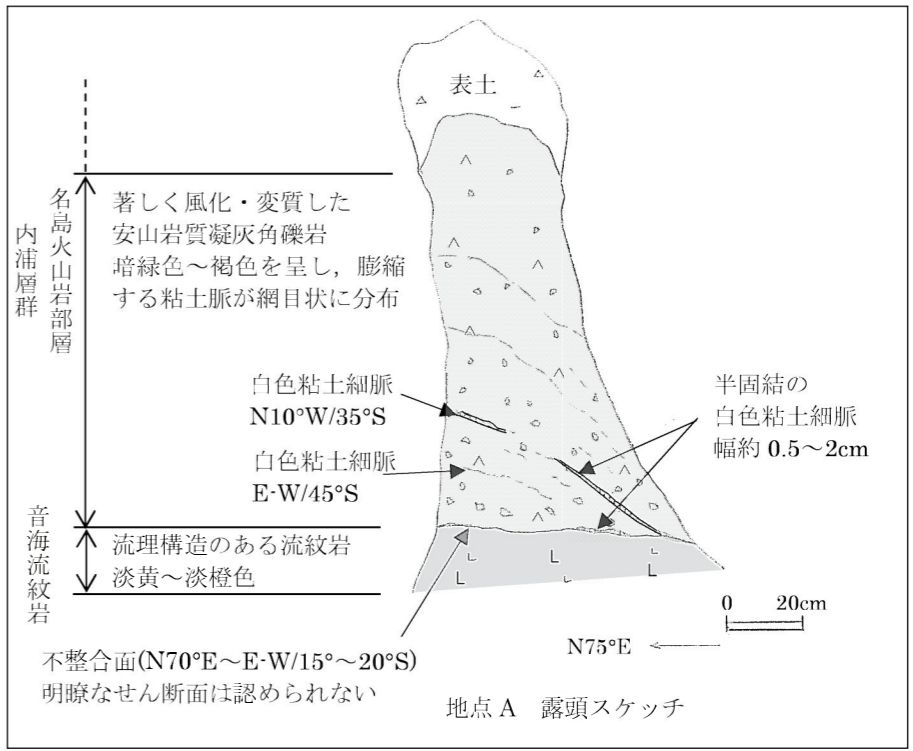 表土
内浦層群
名島火山岩部層
著しく風化・変質した
安山岩質凝灰角礫岩
培緑色～褐色を呈し，膨縮
する粘土脈が網目状に分布
白色粘土細脈
N10°W/35°S
白色粘土細脈
E-W/45°S
半固結の
白色粘土細脈
幅約 0.5～2cm
音海流紋岩
流理構造のある流紋岩
淡黄～淡橙色
不整合面(N70°E～E-W/15°～20°S)
明瞭なせん断面は認められない
L
L
L
L
L
L
0 20cm
N75°E
地点 A 露頭スケッチ